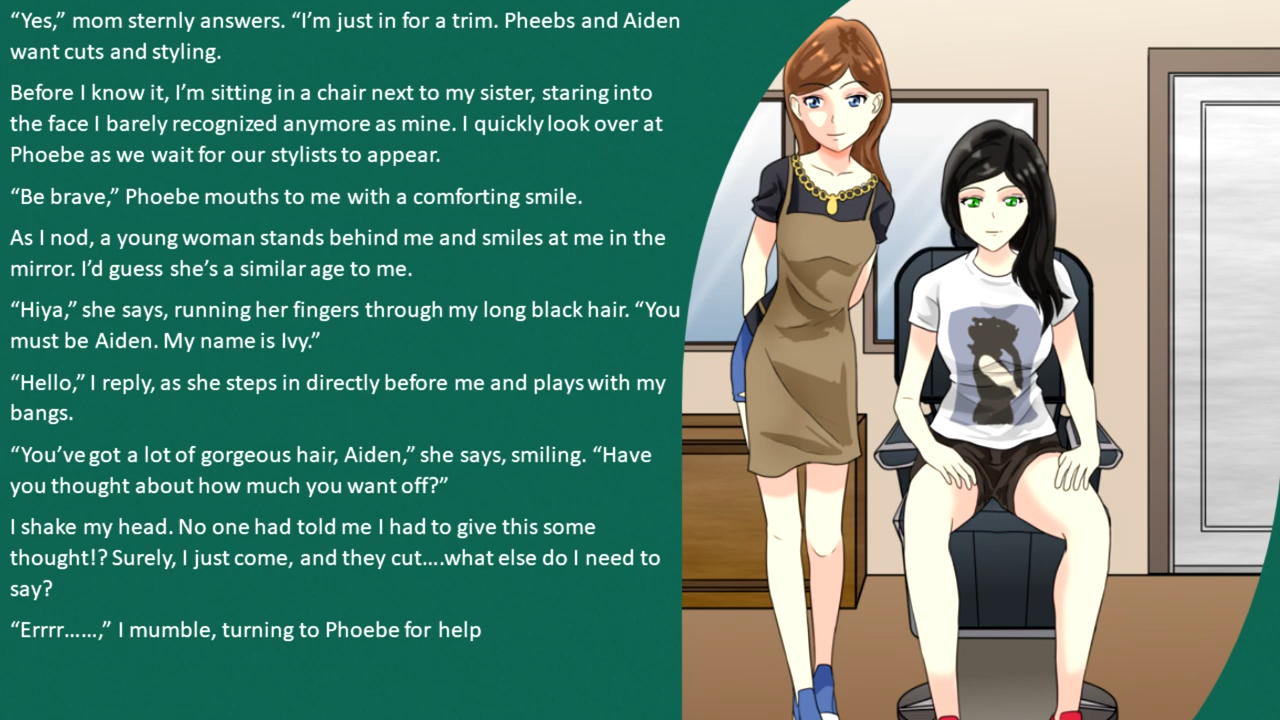 “Yes,” mom sternly answers. “I’m just in for a trim. Pheebs and Aiden
want cuts and styling.
Before I know it, I’m sitting in a chair next to my sister, staring into
the face I barely recognized anymore as mine. I quickly look over at
Phoebe as we wait for our stylists to appear.
“Be brave,” Phoebe mouths to me with a comforting smile.
As I nod, a young woman stands behind me and smiles at me in the
mirror. I’d guess she’s a similar age to me.
“Hiya,” she says, running her fingers through my long black hair. “You
must be Aiden. My name is Ivy.”
“Hello,” I reply, as she steps in directly before me and plays with my
bangs.
“You’ve got a lot of gorgeous hair, Aiden,” she says, smiling. “Have
you thought about how much you want off?”
I shake my head. No one had told me I had to give this some
thought!? Surely, I just come, and they cut….what else do I need to
say?
“Errrr……,” I mumble, turning to Phoebe for help